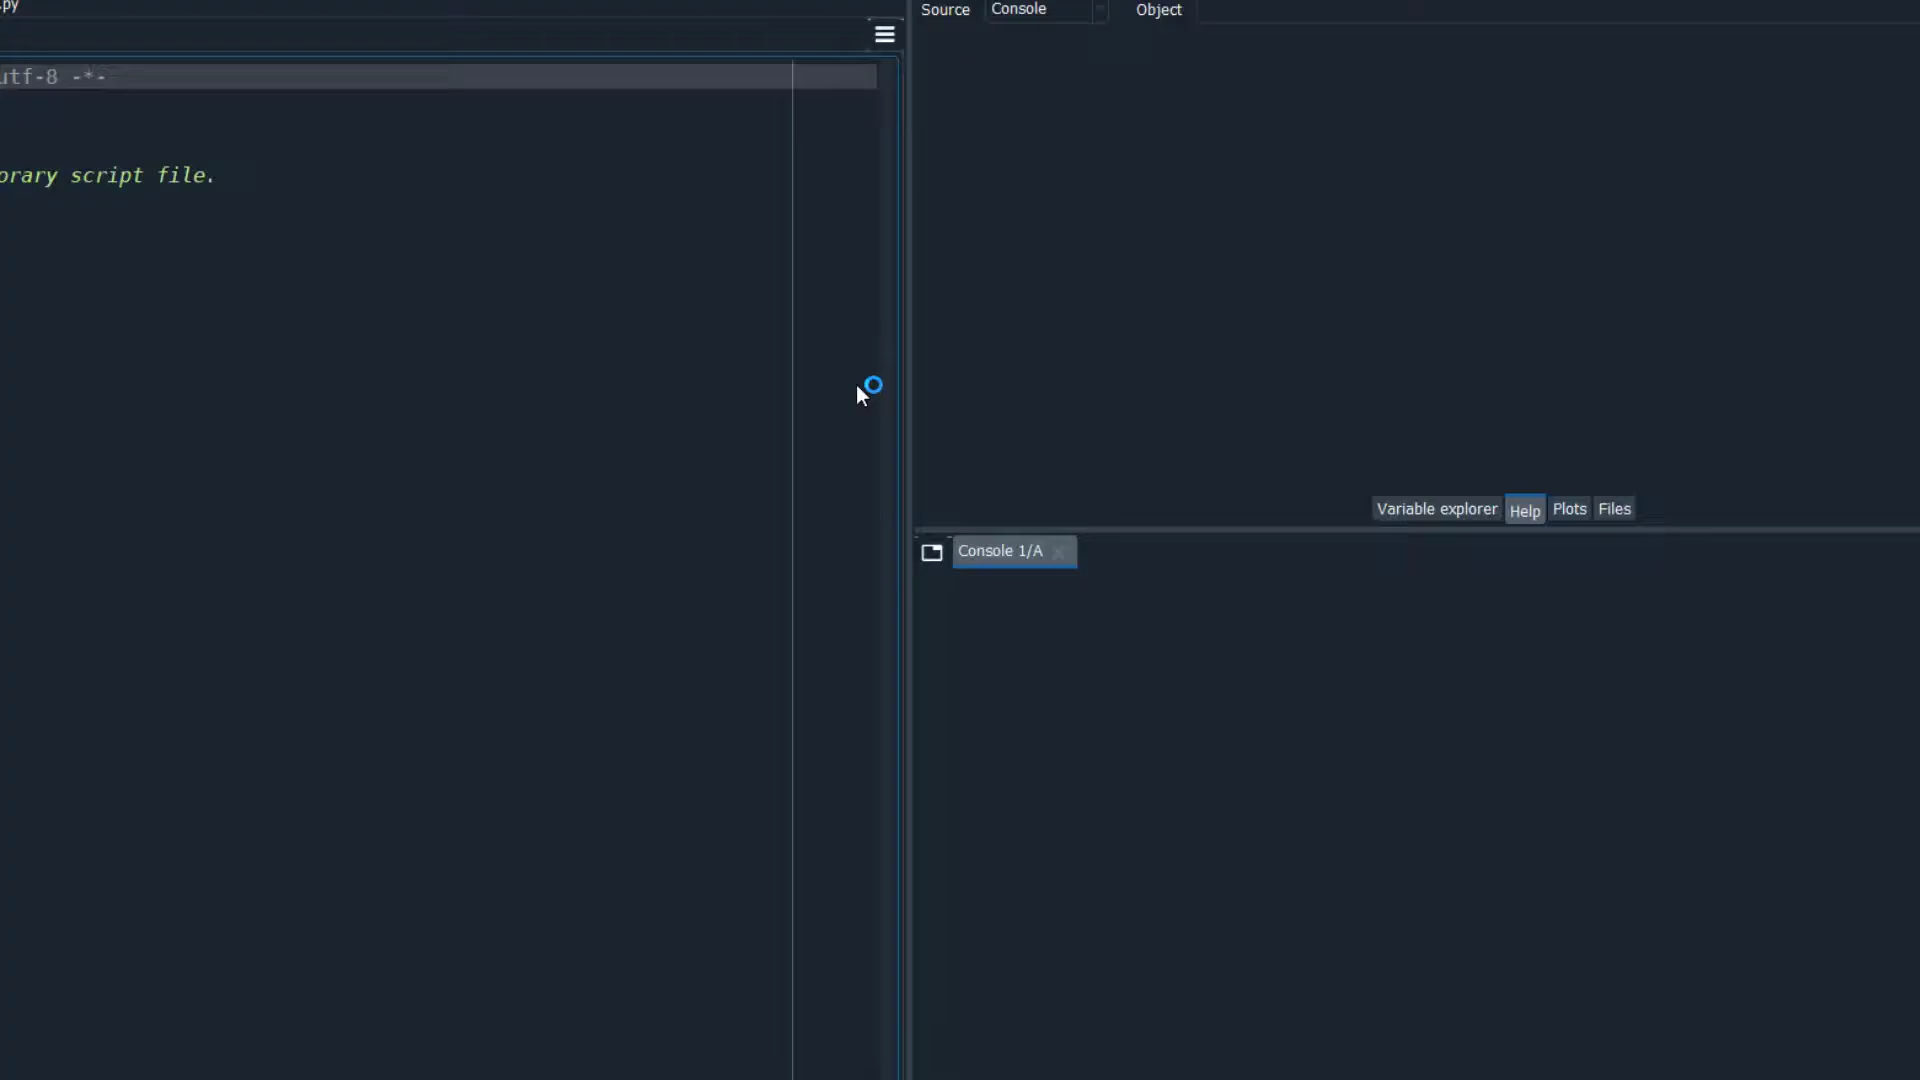 .py
utf-8 -*-
orary script file.
Source Console Object
Variable explorer Help Plots Files
Console 1/A